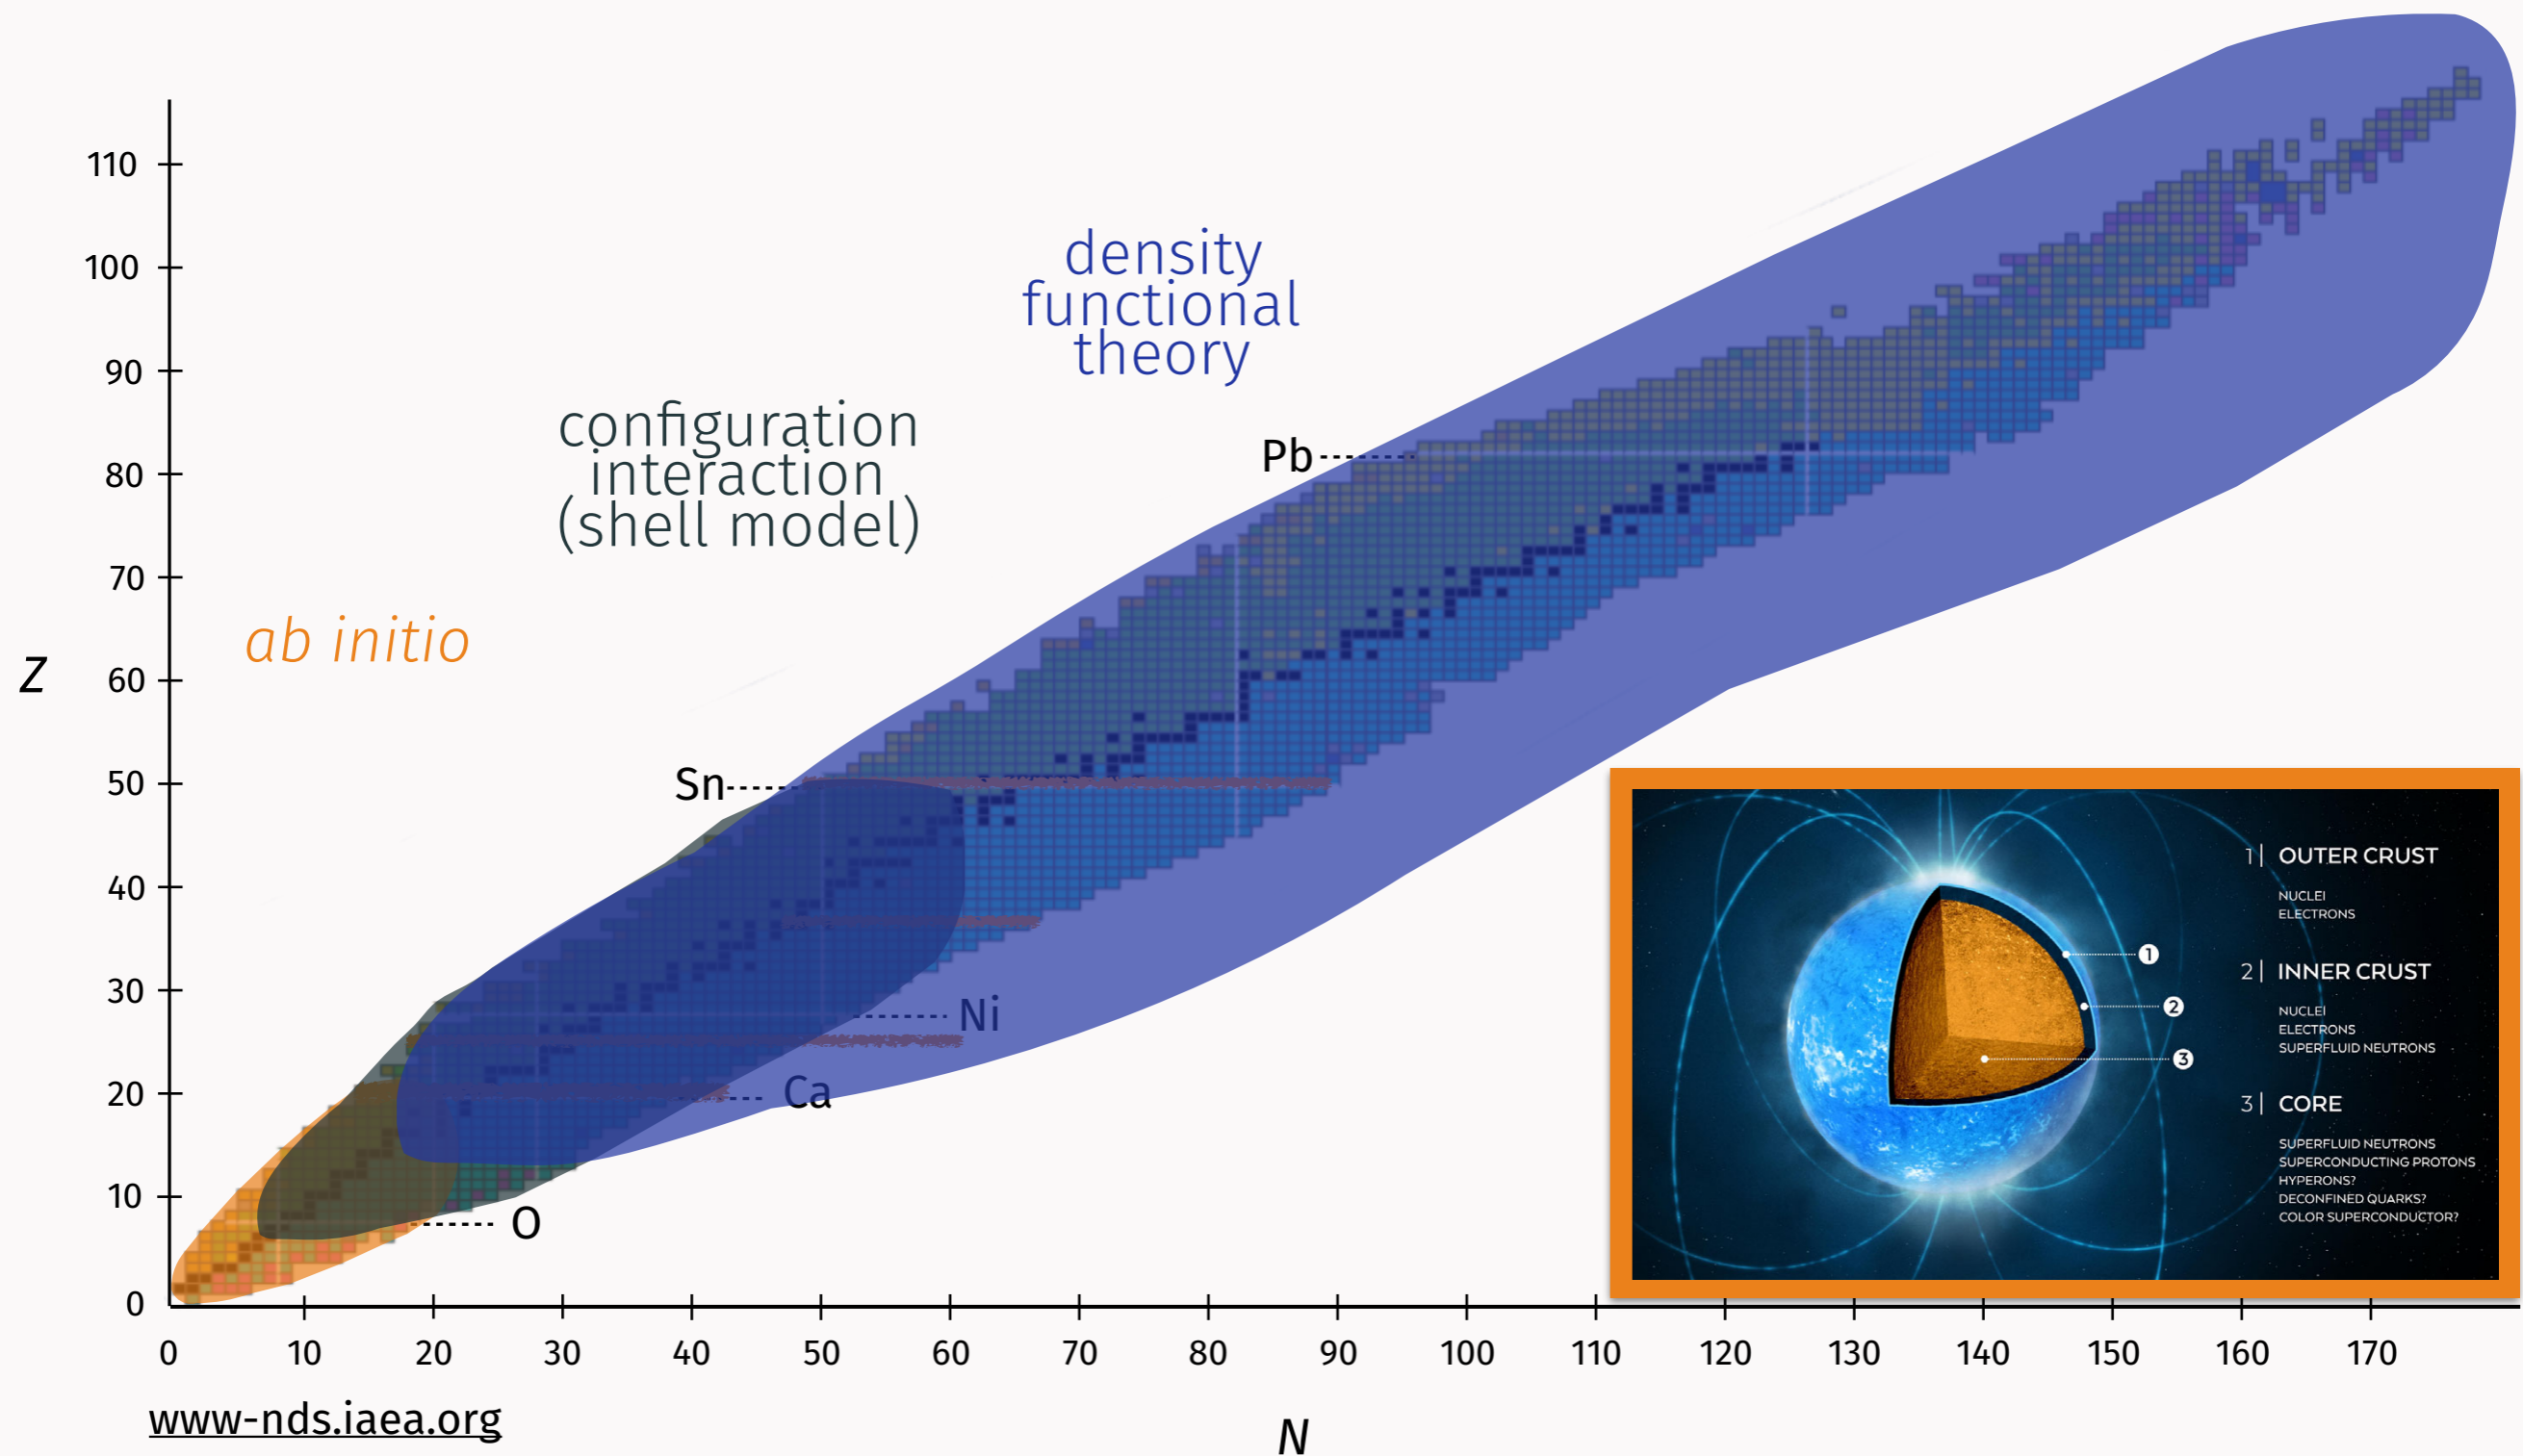 density
functional
theory
configuration
interaction
(shell model)
ab initio
Z
110
100
90
80
70
60
50
40
30
20
10
0
Pb
Sn
Ni
Ca
O
1| OUTER CRUST
NUCLEI
ELECTRONS
2| INNER CRUST
NUCLEI
ELECTRONS
SUPERFLUID NEUTRONS
3| CORE
SUPERFLUID NEUTRONS
SUPERCONDUCTING PROTONS
HYPERONS?
DECONFINED QUARKS?
COLOR SUPERCONDUCTOR?
1
2
3
0 10 20 30 40 50 60 70 80 90 100 110 120 130 140 150 160 170
www-nds.iaea.org
N